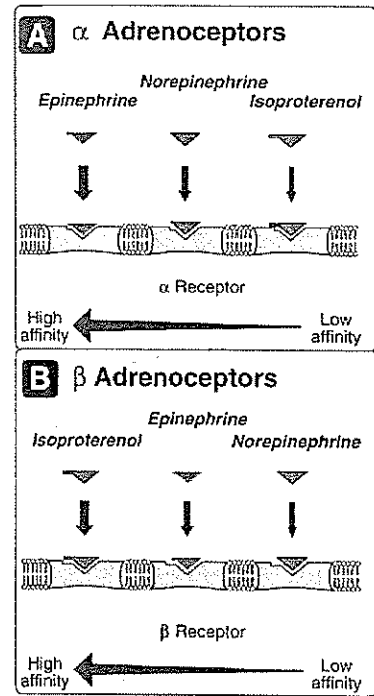 A α Adrenoceptors
Norepinephrine
Epinephrine Isoproterenol
α Receptor
High affinity Low affinity
B β Adrenoceptors
Epinephrine
Isoproterenol Norepinephrine
β Receptor
High affinity Low affinity